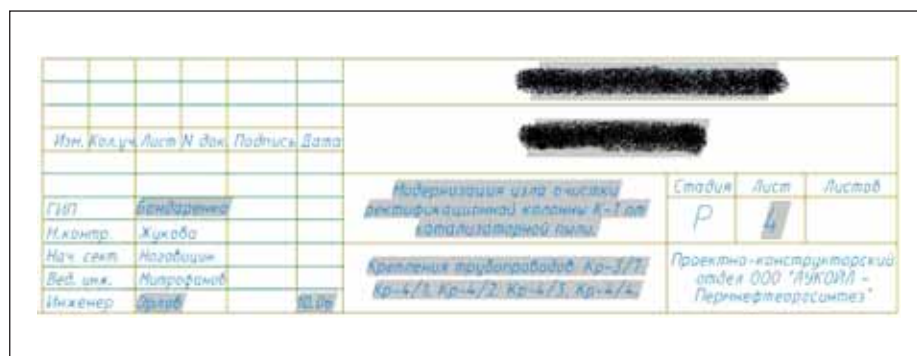 Изм. Кол.уч Лист N док. Подпись Дата
ГИП Бондаренко
Н.контр. Жукова
Нач. сект. Ноговицин
Вед. инж. Митрофанов
Инженер Орлов 10.06
Модернизация узла очистки
ректификационной колонны К-1 от
катализаторной пыли.
Крепления трубопроводов: Кр-3/7,
Кр-4/1, Кр-4/2, Кр-4/3, Кр-4/4.
Стадия Лист Листов
Р 4
Проектно-конструкторский
отдел ООО "ЛУКОЙЛ -
Пермнефтеоргсинтез"